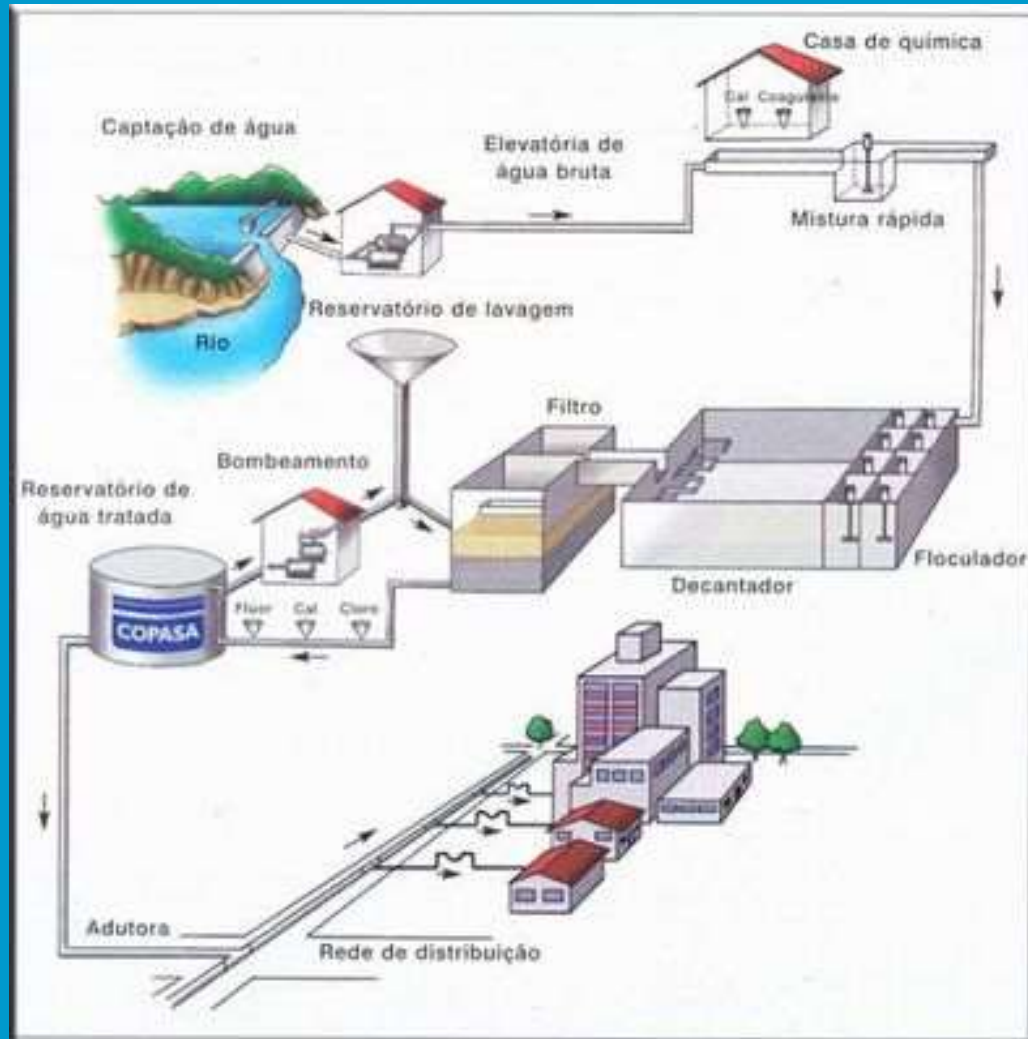 Casa de química
Cal Coagulante
Captação de água
Elevatória de
água bruta
Mistura rápida
Reservatório de lavagem
Rio
Filtro
Bombeamento
Reservatório de
água tratada
Floculador
Decantador
Flúor Cal Cloro
COPASA
Adutora
Rede de distribuição